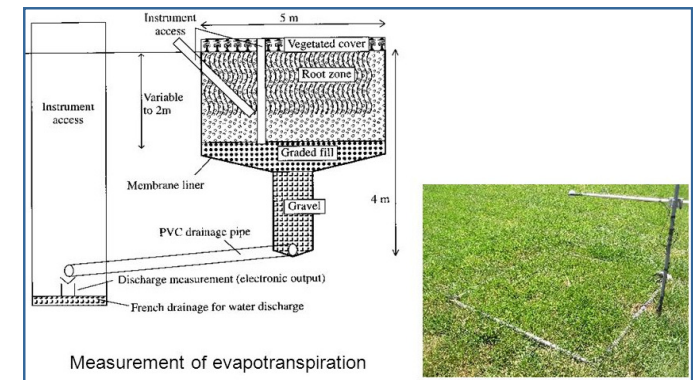 Instrument
access
5 m
Vegetated cover
Root zone
Instrument
access
Variable
to 2m
Graded fill
Membrane liner
Gravel
4 m
PVC drainage pipe
Discharge measurement (electronic output)
French drainage for water discharge
Measurement of evapotranspiration